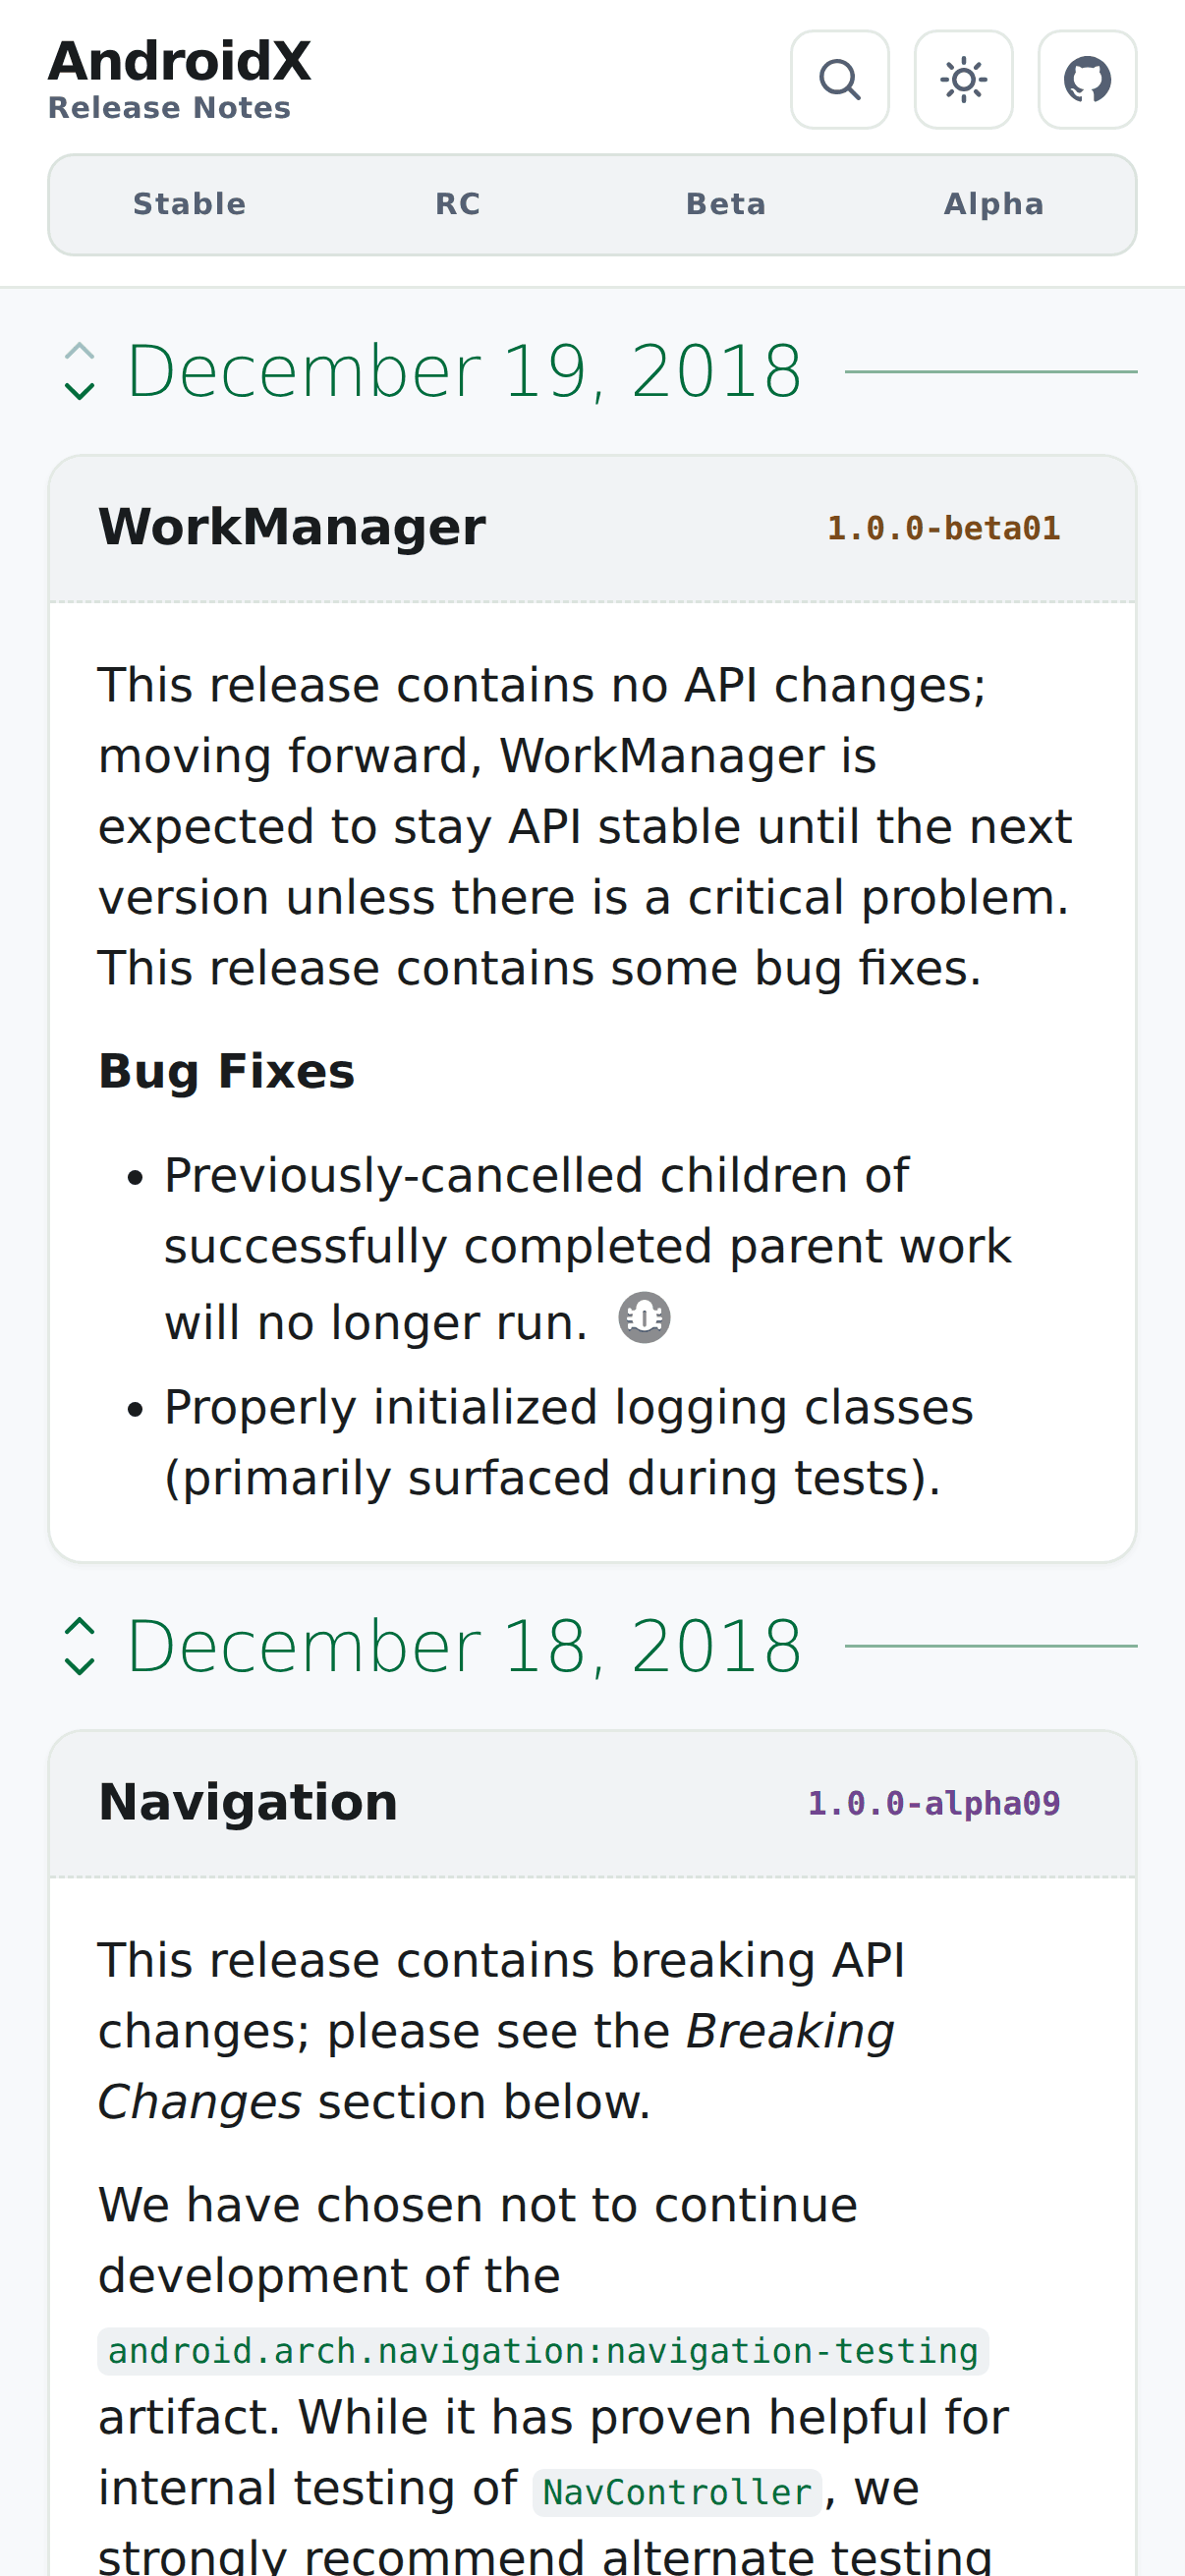 AndroidX
Release Notes
Stable RC Beta Alpha
December 19, 2018
WorkManager 1.0.0-beta01
This release contains no API changes;
moving forward, WorkManager is
expected to stay API stable until the next
version unless there is a critical problem.
This release contains some bug fixes.
Bug Fixes
• Previously-cancelled children of
successfully completed parent work
will no longer run.
• Properly initialized logging classes
(primarily surfaced during tests).
December 18, 2018
Navigation 1.0.0-alpha09
This release contains breaking API
changes; please see the Breaking
Changes section below.
We have chosen not to continue
development of the
android.arch.navigation:navigation-testing
artifact. While it has proven helpful for
internal testing of NavController, we
strongly recommend alternate testing